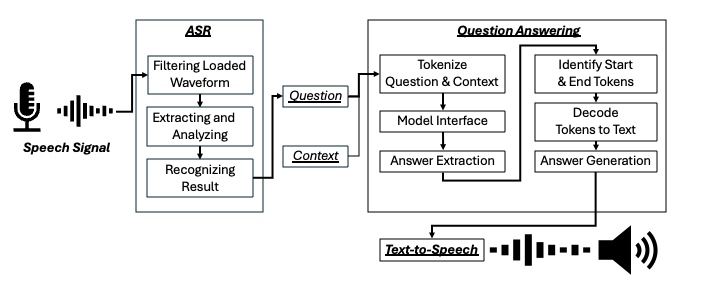 ASR
Filtering Loaded
Waveform
Extracting and
Analyzing
Recognizing
Result
Speech Signal
Question
Context
Question Answering
Tokenize
Question & Context
Model Interface
Answer Extraction
Identify Start
& End Tokens
Decode
Tokens to Text
Answer Generation
Text-to-Speech